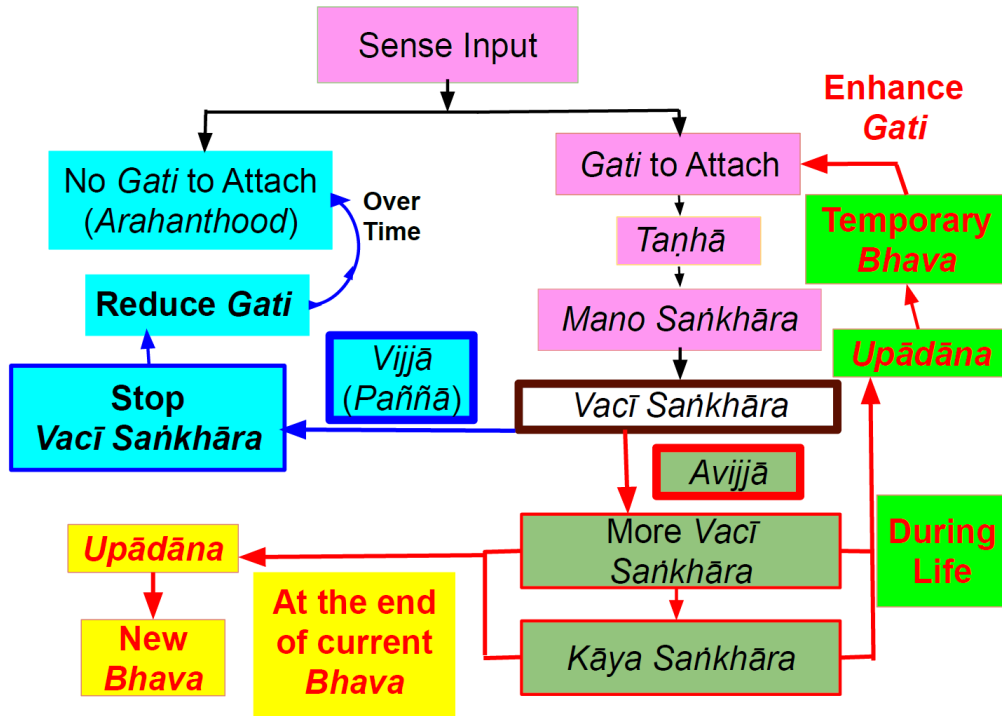 Sense Input
Enhance
Gati
No Gati to Attach
(Arahanthood)
Over
Time
Gati to Attach
Temporary
Bhava
Taṇhā
Reduce Gati
Mano Saṅkhāra
Upādāna
Vijjā
(Paññā)
Stop
Vacī Saṅkhāra
Vacī Saṅkhāra
Avijjā
During
Life
More Vacī
Saṅkhāra
Upādāna
At the end
of current
Bhava
New
Bhava
Kāya Saṅkhāra